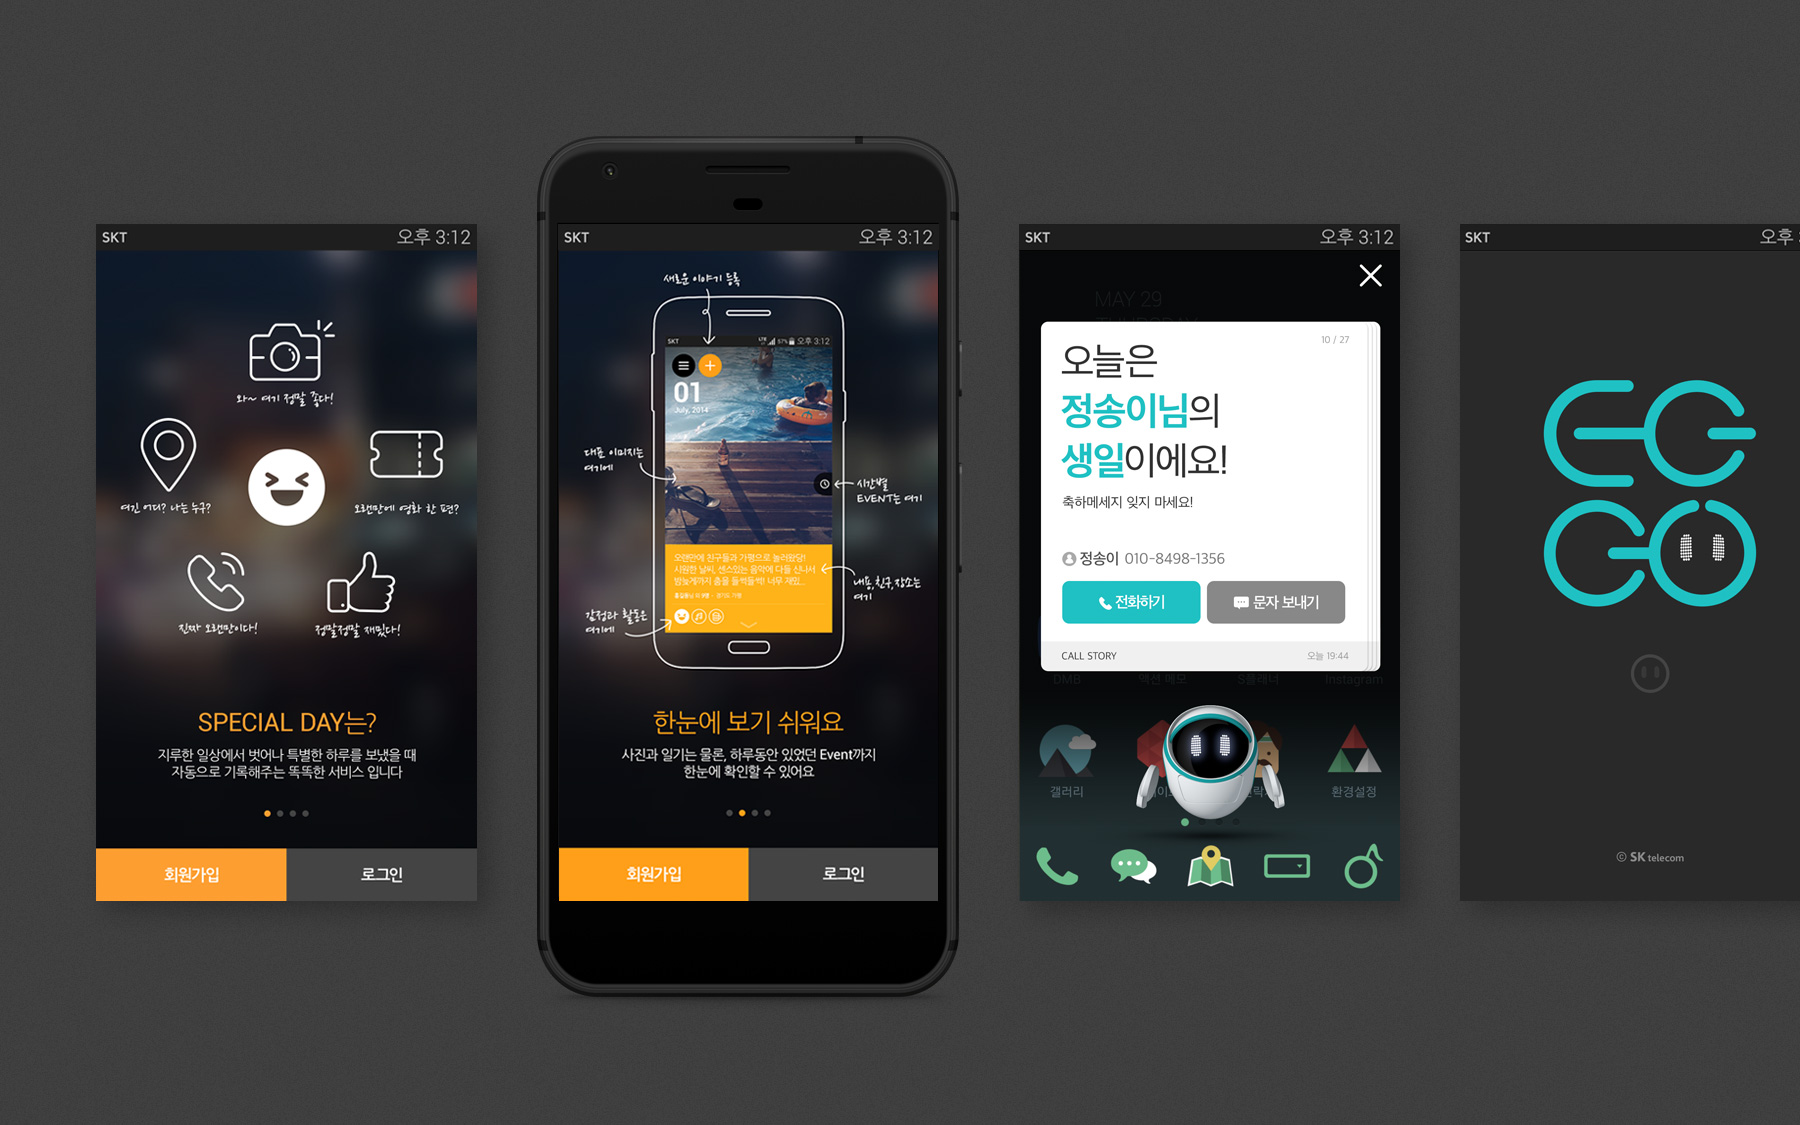 SKT
오후 3:12
와~ 여기 정말 좋다!
여긴 어디? 나는 누구?
오랜만에 영화 한 편?
진짜 오랜만이다!
정말정말 재밌다!
SPECIAL DAY는?
지루한 일상에서 벗어나 특별한 하루를 보냈을 때
자동으로 기록해주는 똑똑한 서비스 입니다
회원가입
로그인
SKT
오후 3:12
새로운 이야기 등록
SKT
LTE
57%
오후 3:12
01
July, 2014
대표 이미지는
여기에
시간별
EVENT는 여기
오랜만에 친구들과 가평으로 놀러왔당!
시원한 날씨, 센스있는 음악에 다들 신나서
밤늦게까지 춤을 들썩들썩! 너무 재밌...
내용, 친구, 장소는
여기
감정과 활동은
여기에
한눈에 보기 쉬워요
사진과 일기는 물론, 하루동안 있었던 Event까지
한눈에 확인할 수 있어요
회원가입
로그인
SKT
오후 3:12
MAY 29
10 / 27
오늘은
정송이님의
생일이에요!
축하메세지 잊지 마세요!
정송이 010-8498-1356
전화하기
문자 보내기
CALL STORY
오늘 19:44
DMB
액션 메모
S플래너
Instagram
갤러리
환경설정
SKT
오후
EGGO
© SK telecom